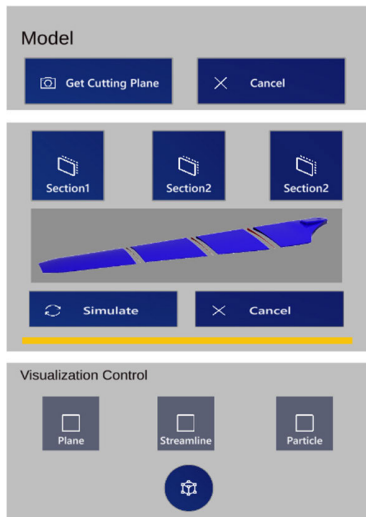 Model
Get Cutting Plane
Cancel
Section1
Section2
Section2
Simulate
Cancel
Visualization Control
Plane
Streamline
Particle